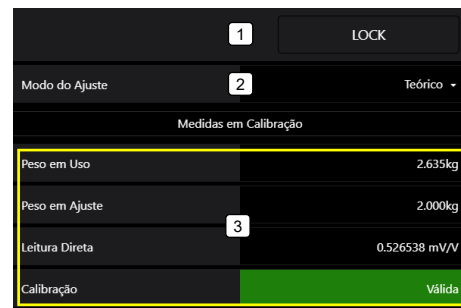 1 LOCK
Modo do Ajuste 2 Teórico
Medidas em Calibração
Peso em Uso 2.635kg
Peso em Ajuste 2.000kg
3
Leitura Direta 0.526538 mV/V
Calibração Válida